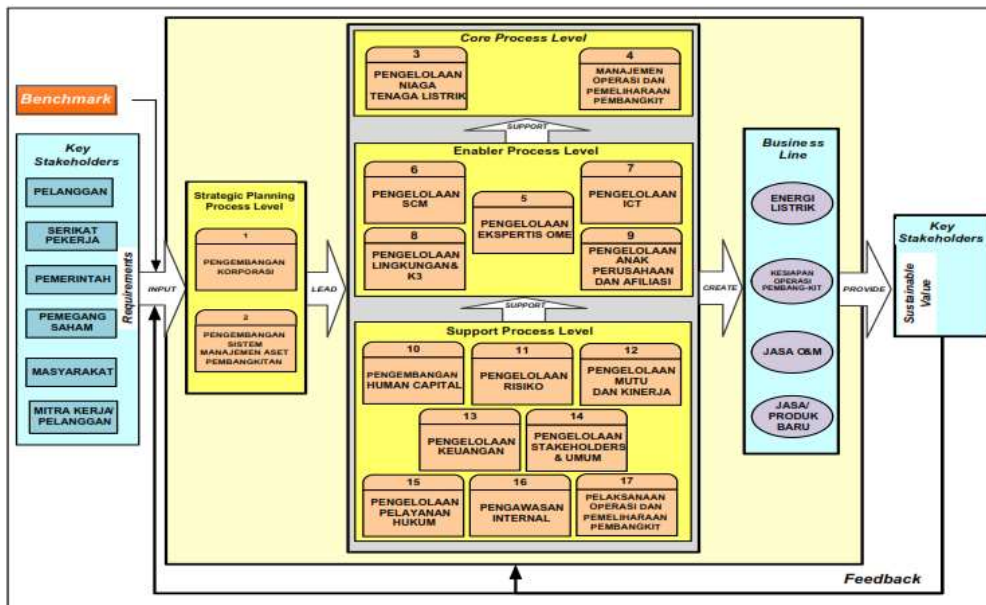 Benchmark
Key
Stakeholders
PELANGGAN
SERIKAT
PEKERJA
PEMERINTAH
PEMEGANG
SAHAM
MASYARAKAT
MITRA KERJA/
PELANGGAN
Requirements
INPUT
Strategic Planning
Process Level
1
PENGEMBANGAN
KORPORASI
2
PENGEMBANGAN
SISTEM
MANAJEMEN ASET
PEMBANGKITAN
LEAD
Core Process Level
3
PENGELOLAAN
NIAGA
TENAGA LISTRIK
4
MANAJEMEN
OPERASI DAN
PEMELIHARAAN
PEMBANGKIT
SUPPORT
Enabler Process Level
6
PENGELOLAAN
SCM
5
PENGELOLAAN
EKSPERTIS OME
7
PENGELOLAAN
ICT
8
PENGELOLAAN
LINGKUNGAN&
K3
9
PENGELOLAAN
ANAK
PERUSAHAAN
DAN AFILIASI
SUPPORT
Support Process Level
10
PENGEMBANGAN
HUMAN CAPITAL
11
PENGELOLAAN
RISIKO
12
PENGELOLAAN
MUTU
DAN KINERJA
13
PENGELOLAAN
KEUANGAN
14
PENGELOLAAN
STAKEHOLDERS
& UMUM
15
PENGELOLAAN
PELAYANAN
HUKUM
16
PENGAWASAN
INTERNAL
17
PELAKSANAAN
OPERASI DAN
PEMELIHARAAN
PEMBANGKIT
CREATE
Business
Line
ENERGI
LISTRIK
KESIAPAN
OPERASI
PEMBANG-KIT
JASA O&M
JASA/
PRODUK
BARU
PROVIDE
Key
Stakeholders
Sustainable
Value
Feedback